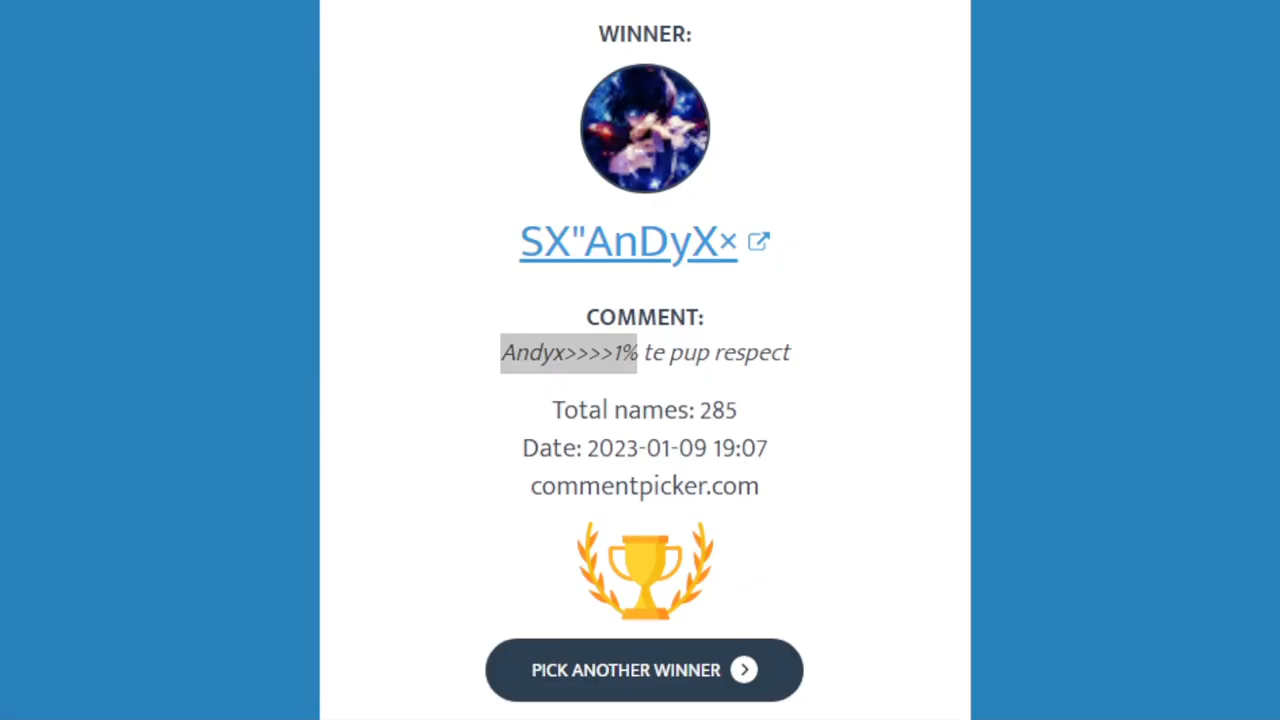 WINNER:
SX"AnDyX×
COMMENT:
Andyx>>>>1% te pup respect
Total names: 285
Date: 2023-01-09 19:07
commentpicker.com
PICK ANOTHER WINNER